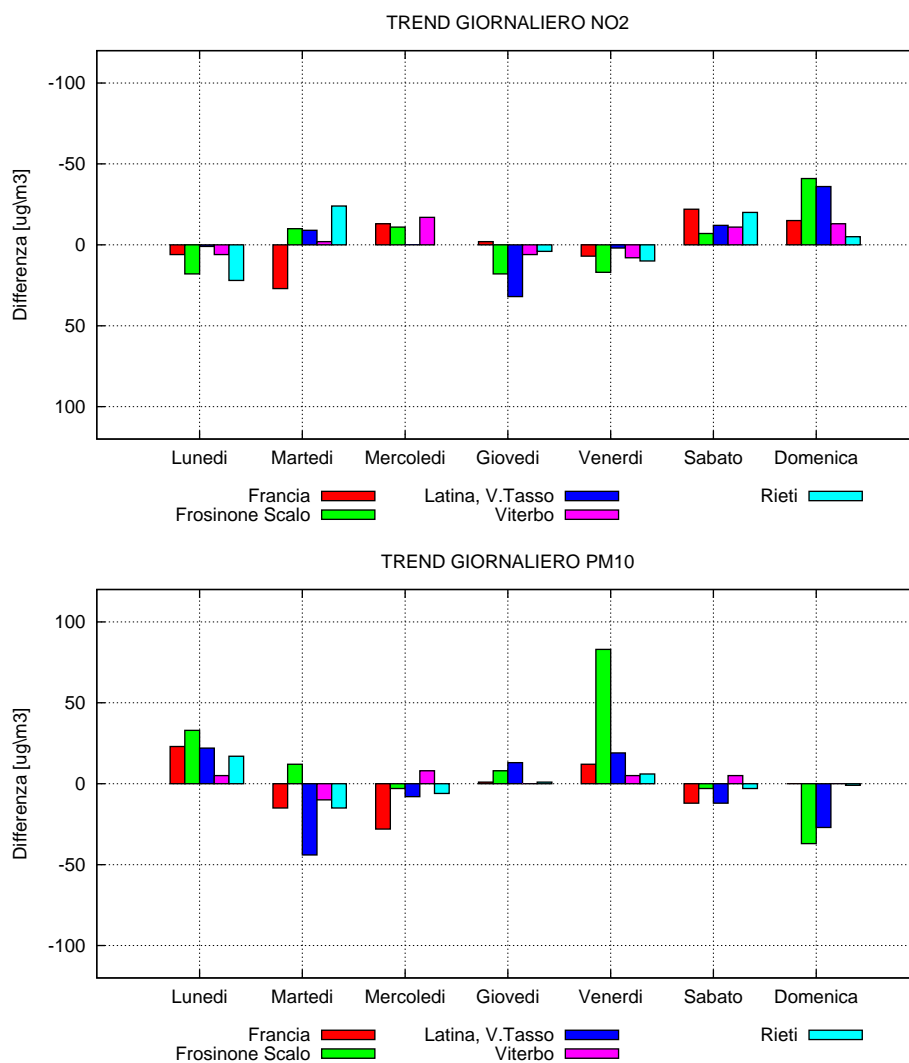 TREND GIORNALIERO NO2
-100
-50
0
50
100
Differenza [ug\m3]
Lunedi Martedi Mercoledi Giovedi Venerdi Sabato Domenica
Francia Latina, V.Tasso Rieti
Frosinone Scalo Viterbo
TREND GIORNALIERO PM10
100
50
0
-50
-100
Differenza [ug\m3]
Lunedi Martedi Mercoledi Giovedi Venerdi Sabato Domenica
Francia Latina, V.Tasso Rieti
Frosinone Scalo Viterbo